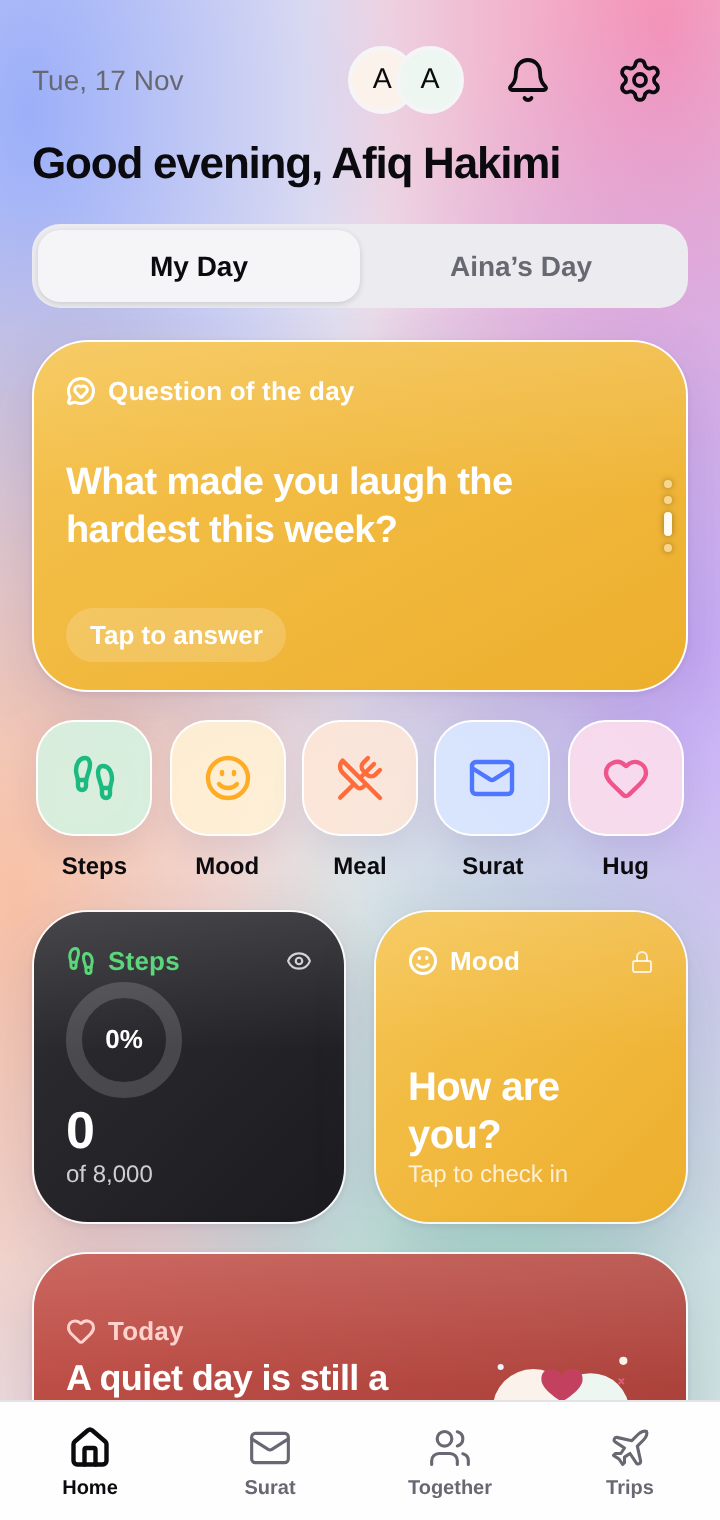 Tue, 17 Nov
A A
Good evening, Afiq Hakimi
My Day
Aina’s Day
Question of the day
What made you laugh the
hardest this week?
Tap to answer
Steps
Mood
Meal
Surat
Hug
Steps
0%
0
of 8,000
Mood
How are
you?
Tap to check in
Today
A quiet day is still a
Home
Surat
Together
Trips